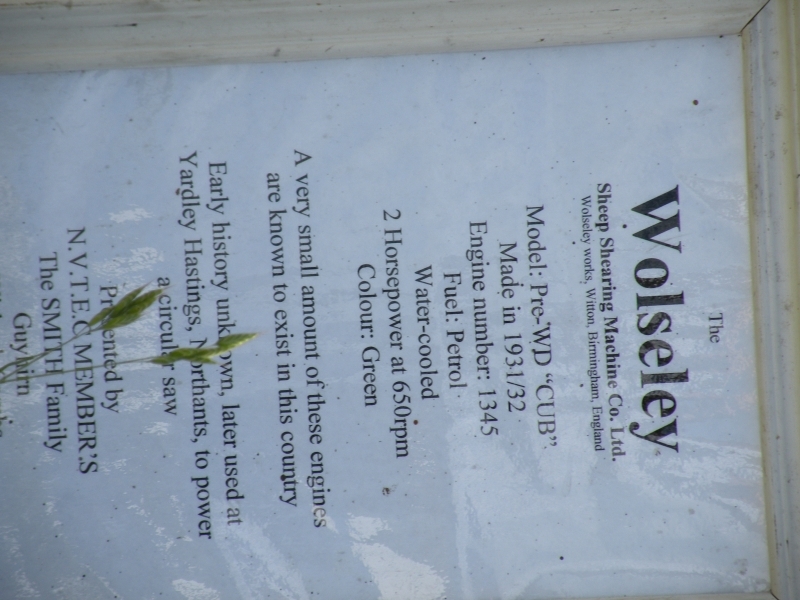 The
Wolseley
Sheep Shearing Machine Co. Ltd.
Wolseley works, Witton, Birmingham, England
Model: Pre-WD “CUB”
Made in 1931/32
Engine number: 1345
Fuel: Petrol
Water-cooled
2 Horsepower at 650rpm
Colour: Green
A very small amount of these engines
are known to exist in this country
Early history unknown, later used at
Yardley Hastings, Northants, to power
a circular saw
Presented by
N.V.T.E.C MEMBER'S
The SMITH Family
Guyhirn